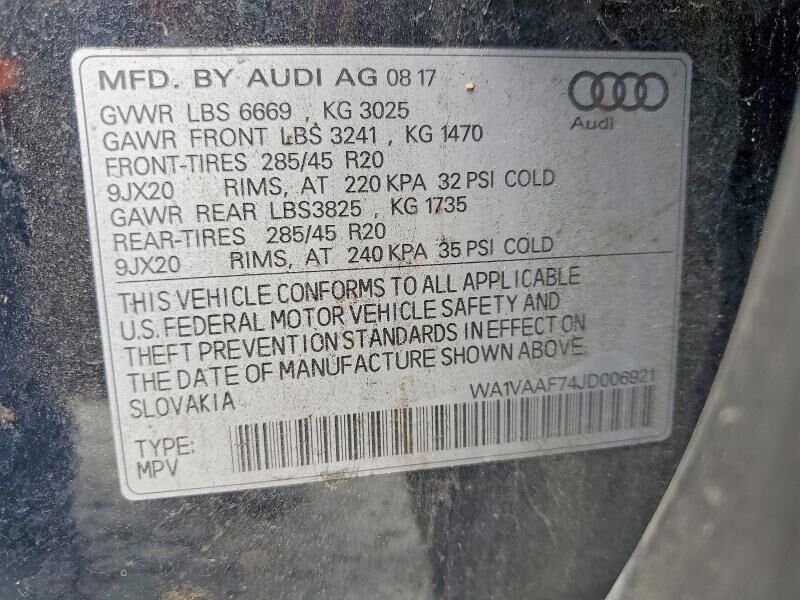 MFD. BY AUDI AG 08 17
Audi
GVWR LBS 6669 , KG 3025
GAWR FRONT LBS 3241 , KG 1470
FRONT-TIRES 285/45 R20
9JX20 RIMS, AT 220 KPA 32 PSI COLD
GAWR REAR LBS3825 , KG 1735
REAR-TIRES 285/45 R20
9JX20 RIMS, AT 240 KPA 35 PSI COLD
THIS VEHICLE CONFORMS TO ALL APPLICABLE
U.S. FEDERAL MOTOR VEHICLE SAFETY AND
THEFT PREVENTION STANDARDS IN EFFECT ON
THE DATE OF MANUFACTURE SHOWN ABOVE.
SLOVAKIA
WA1VAAF74JD006921
TYPE:
MPV